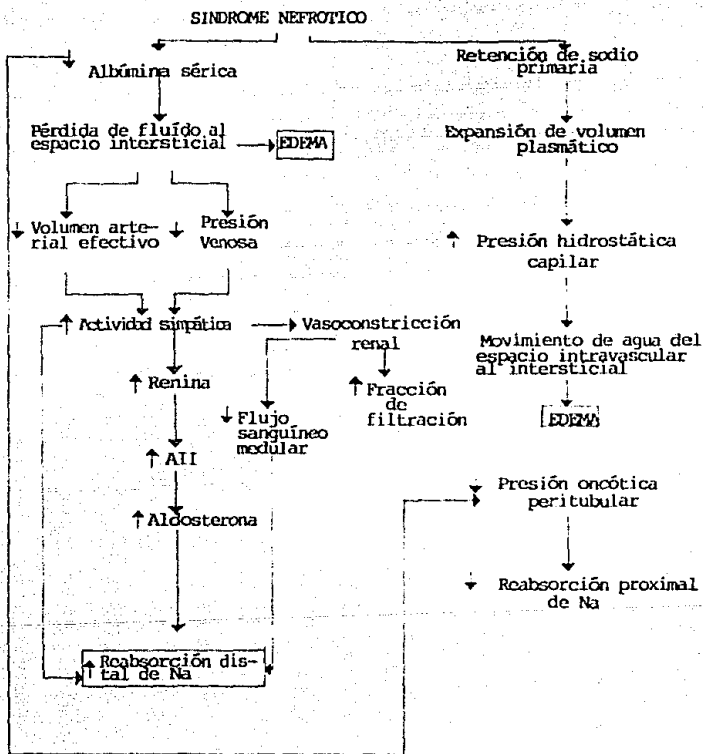 SINDROME NEFROTICO
↓ Albúmina sérica
Retención de sodio
primaria
Pérdida de fluído al
espacio intersticial
EDEMA
Expansión de volumen
plasmático
↓ Volumen arte-
rial efectivo
↓ Presión
Venosa
↑ Presión hidrostática
capilar
↑ Actividad simpática
Vasoconstricción
renal
Movimiento de agua del
espacio intravascular
al intersticial
↑ Renina
↑ Fracción
de
filtración
↓ Flujo
sanguíneo
medular
EDEMA
↑ AII
↓ Presión oncótica
peritubular
↑ Aldosterona
↓ Reabsorción proximal
de Na
↑ Reabsorción dis-
tal de Na